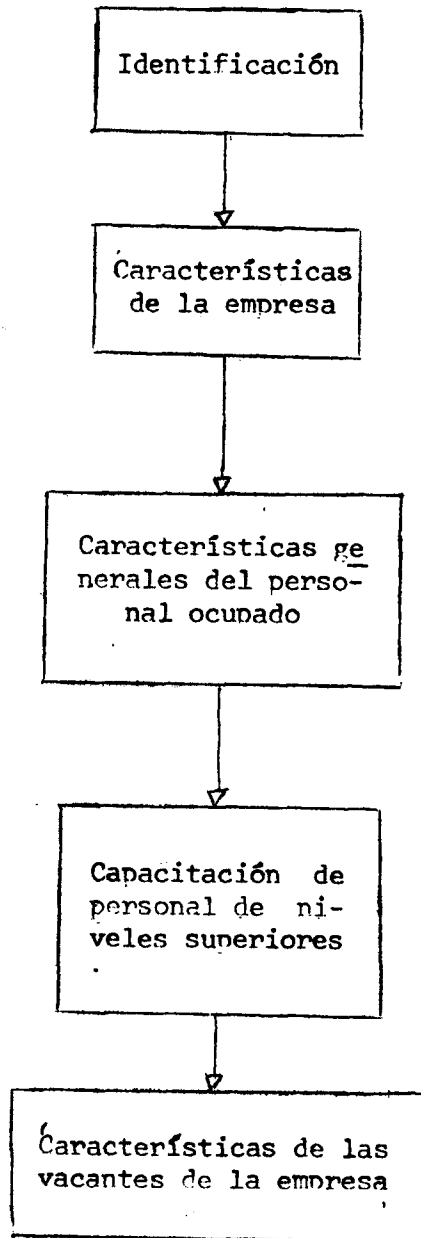 Identificación
Características
de la empresa
Características ge
nerales del perso-
nal ocupado
Capacitación de
personal de ni-
veles superiores
Características de las
vacantes de la empresa